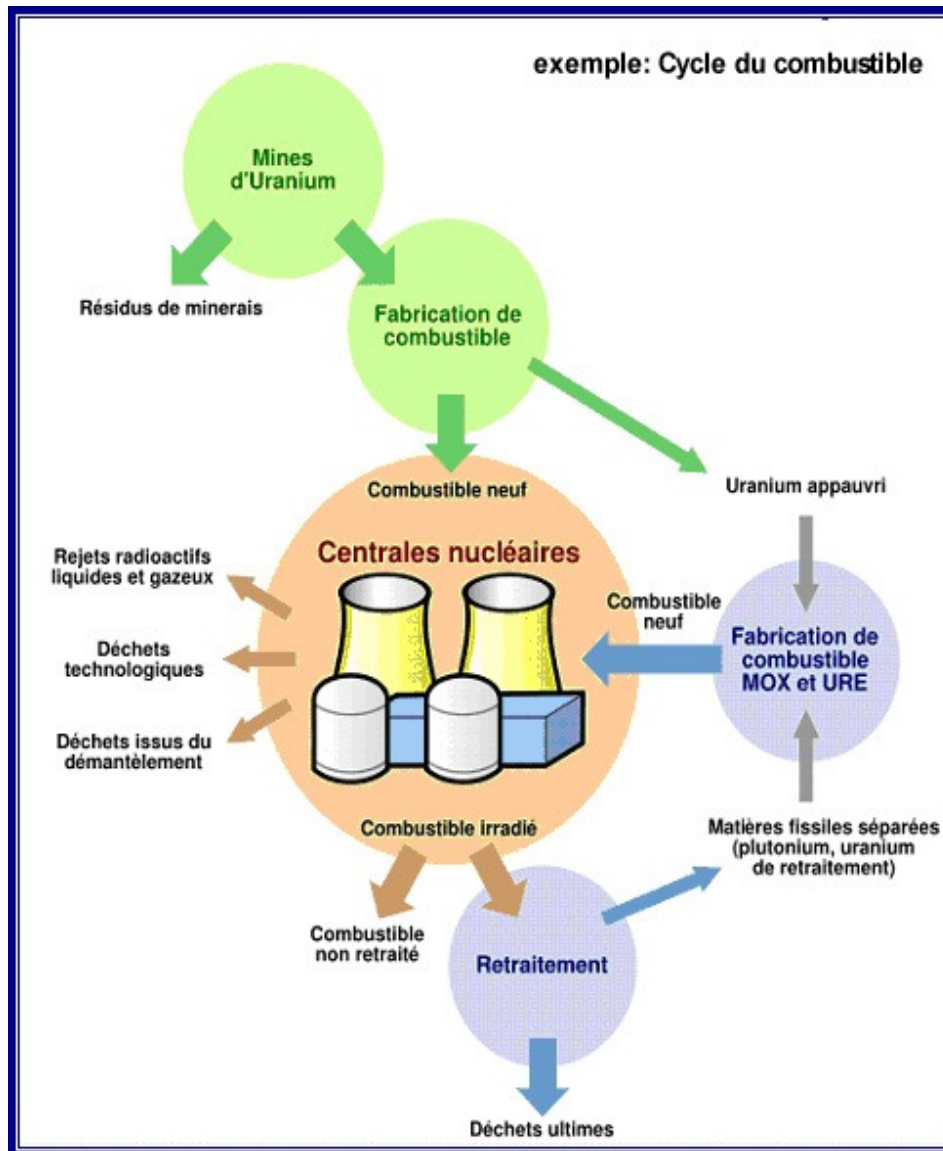 exemple: Cycle du combustible
Mines
d'Uranium
Résidus de minerais
Fabrication de
combustible
Combustible neuf
Uranium appauvri
Centrales nucléaires
Rejets radioactifs
liquides et gazeux
Déchets
technologiques
Déchets issus du
démantèlement
Combustible
neuf
Fabrication de
combustible
MOX et URE
Combustible irradié
Matières fissiles séparées
(plutonium, uranium
de retraitement)
Combustible
non retraité
Retraitement
Déchets ultimes